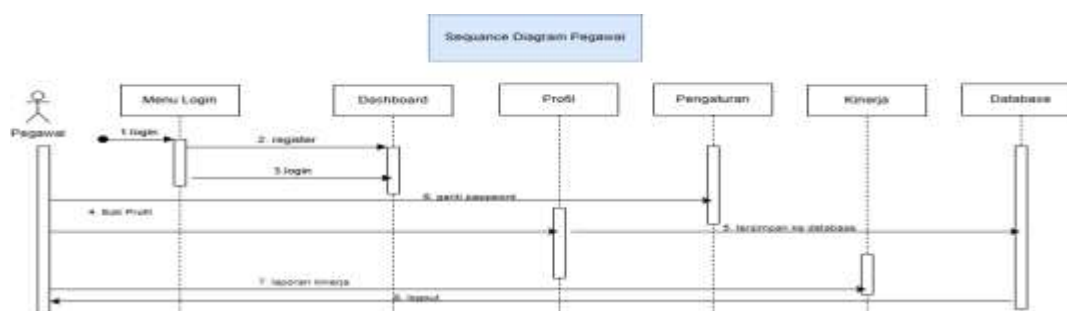 Sequance Diagram Pegawai
Menu Login
Dashboard
Profil
Pengaturan
Kinerja
Database
Pegawai
1.login
2. register
3.login
6. ganti password
4. Edit Profil
5. tersimpan ke database
7. laporan kinerja
8. logout